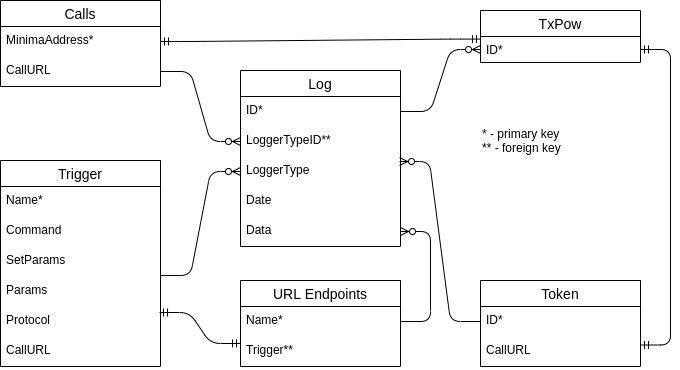 Calls
MinimaAddress*
CallURL
TxPow
ID*
Log
ID*
LoggerTypeID**
LoggerType
Date
Data
* - primary key
** - foreign key
Trigger
Name*
Command
SetParams
Params
Protocol
CallURL
URL Endpoints
Name*
Trigger**
Token
ID*
CallURL